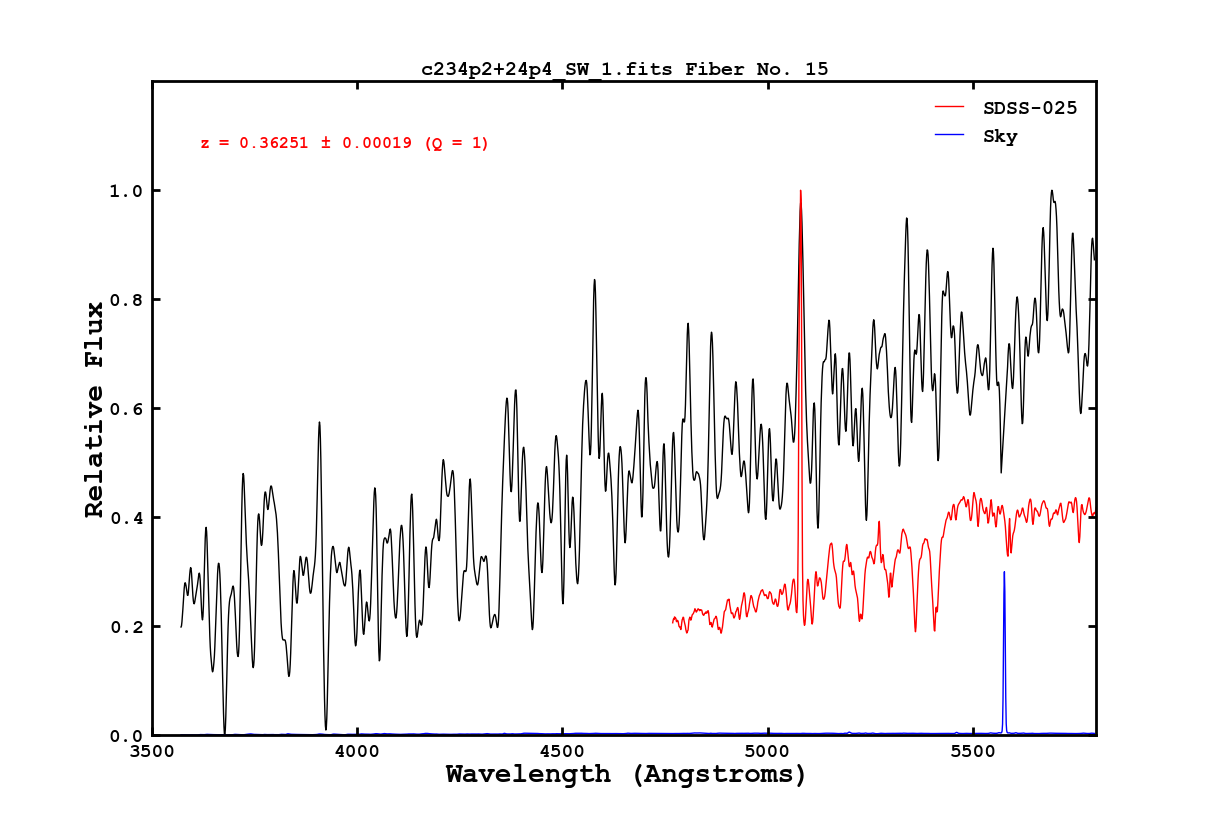 c234p2+24p4_SW_1.fits Fiber No. 15
SDSS-025
Sky
z = 0.36251 ± 0.00019 (Q = 1)
1.0
0.8
0.6
0.4
0.2
0.0
Relative Flux
3500 4000 4500 5000 5500
Wavelength (Angstroms)